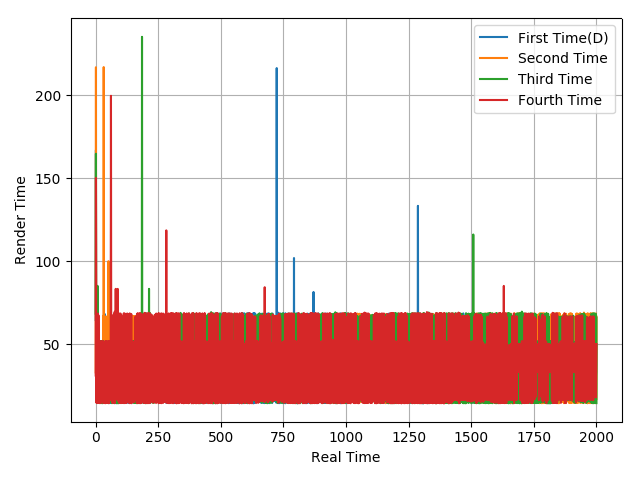 First Time(D)
Second Time
Third Time
Fourth Time
200
150
100
50
Render Time
0 250 500 750 1000 1250 1500 1750 2000
Real Time